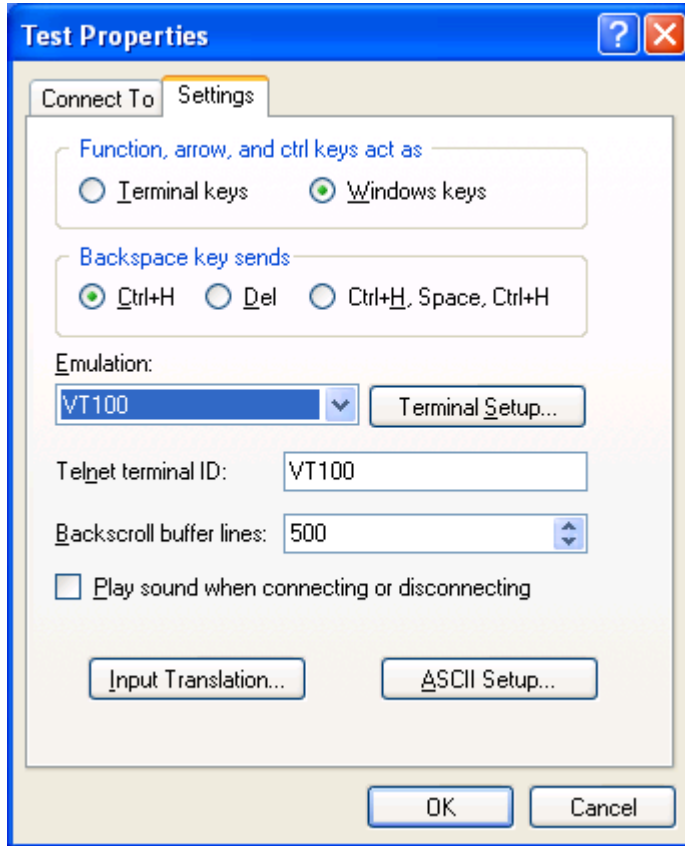 Test Properties
Connect To Settings
Function, arrow, and ctrl keys act as
Terminal keys Windows keys
Backspace key sends
Ctrl+H Del Ctrl+H, Space, Ctrl+H
Emulation:
VT100 Terminal Setup...
Telnet terminal ID: VT100
Backscroll buffer lines: 500
Play sound when connecting or disconnecting
Input Translation... ASCII Setup...
OK Cancel